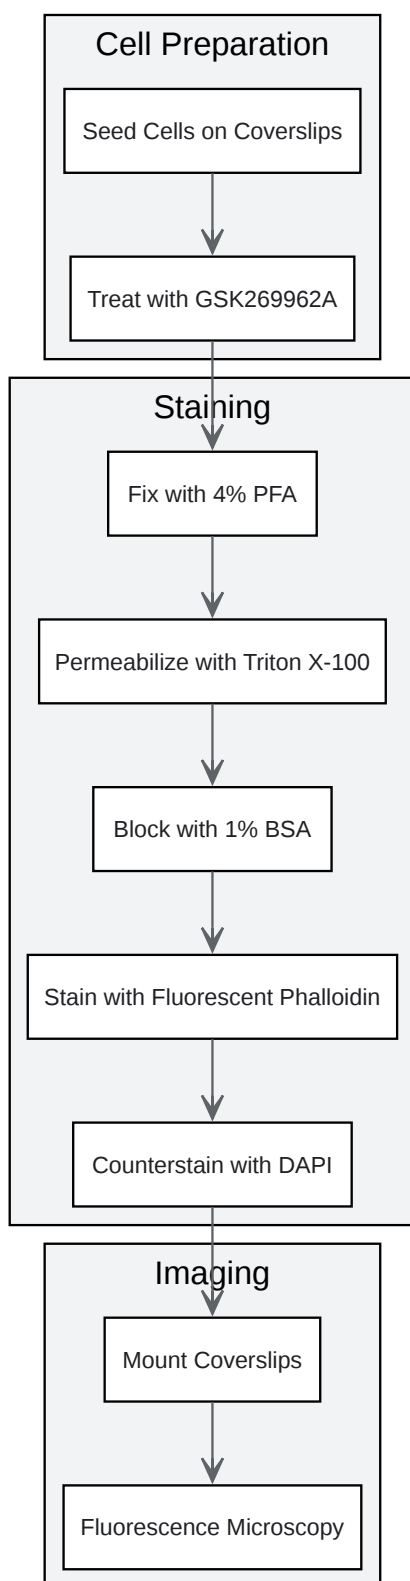 Cell Preparation
Seed Cells on Coverslips
Treat with GSK269962A
Staining
Fix with 4% PFA
Permeabilize with Triton X-100
Block with 1% BSA
Stain with Fluorescent Phalloidin
Counterstain with DAPI
Imaging
Mount Coverslips
Fluorescence Microscopy